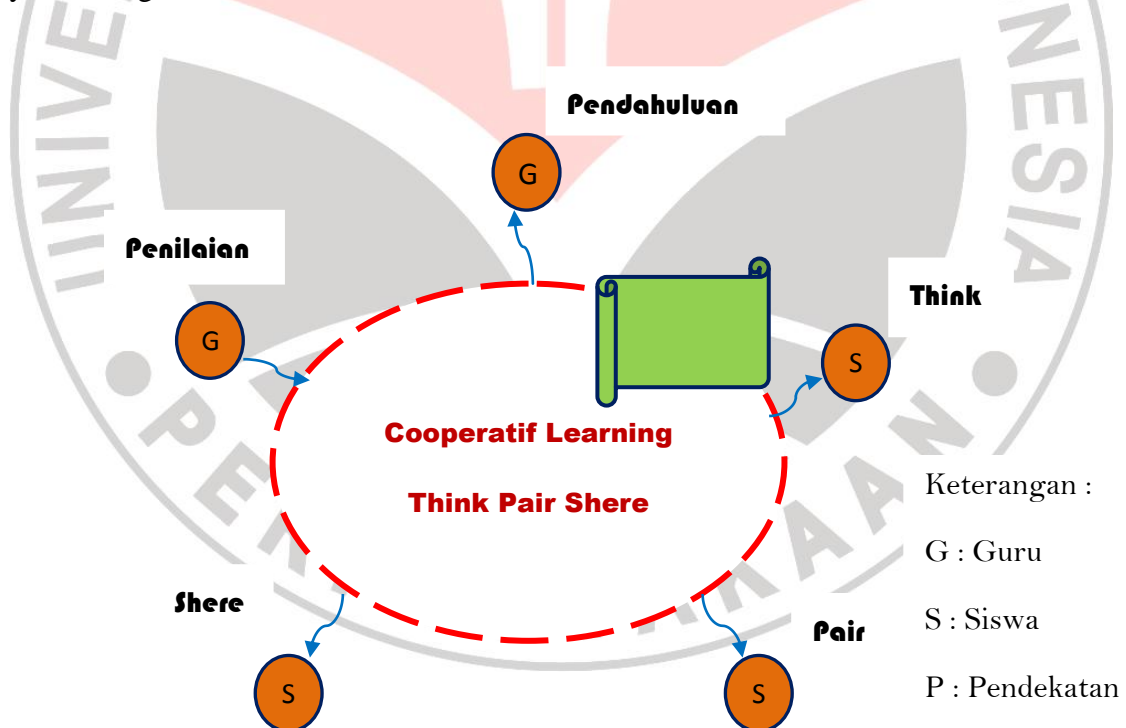 Pendahuluan
G
Penilaian
G
Think
S
Cooperatif Learning
Think Pair Shere
Keterangan :
G : Guru
S : Siswa
P : Pendekatan
Shere
S
Pair
S